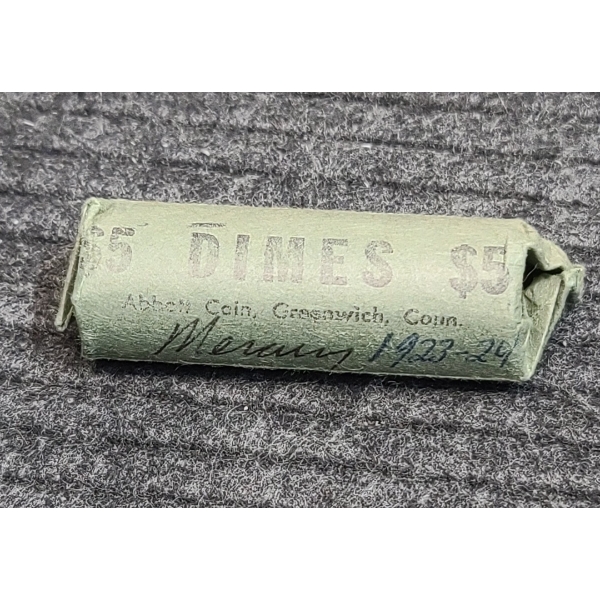 $5 DIMES $5
Abbott Coin, Greenwich, Conn.
Mercury 1923-24